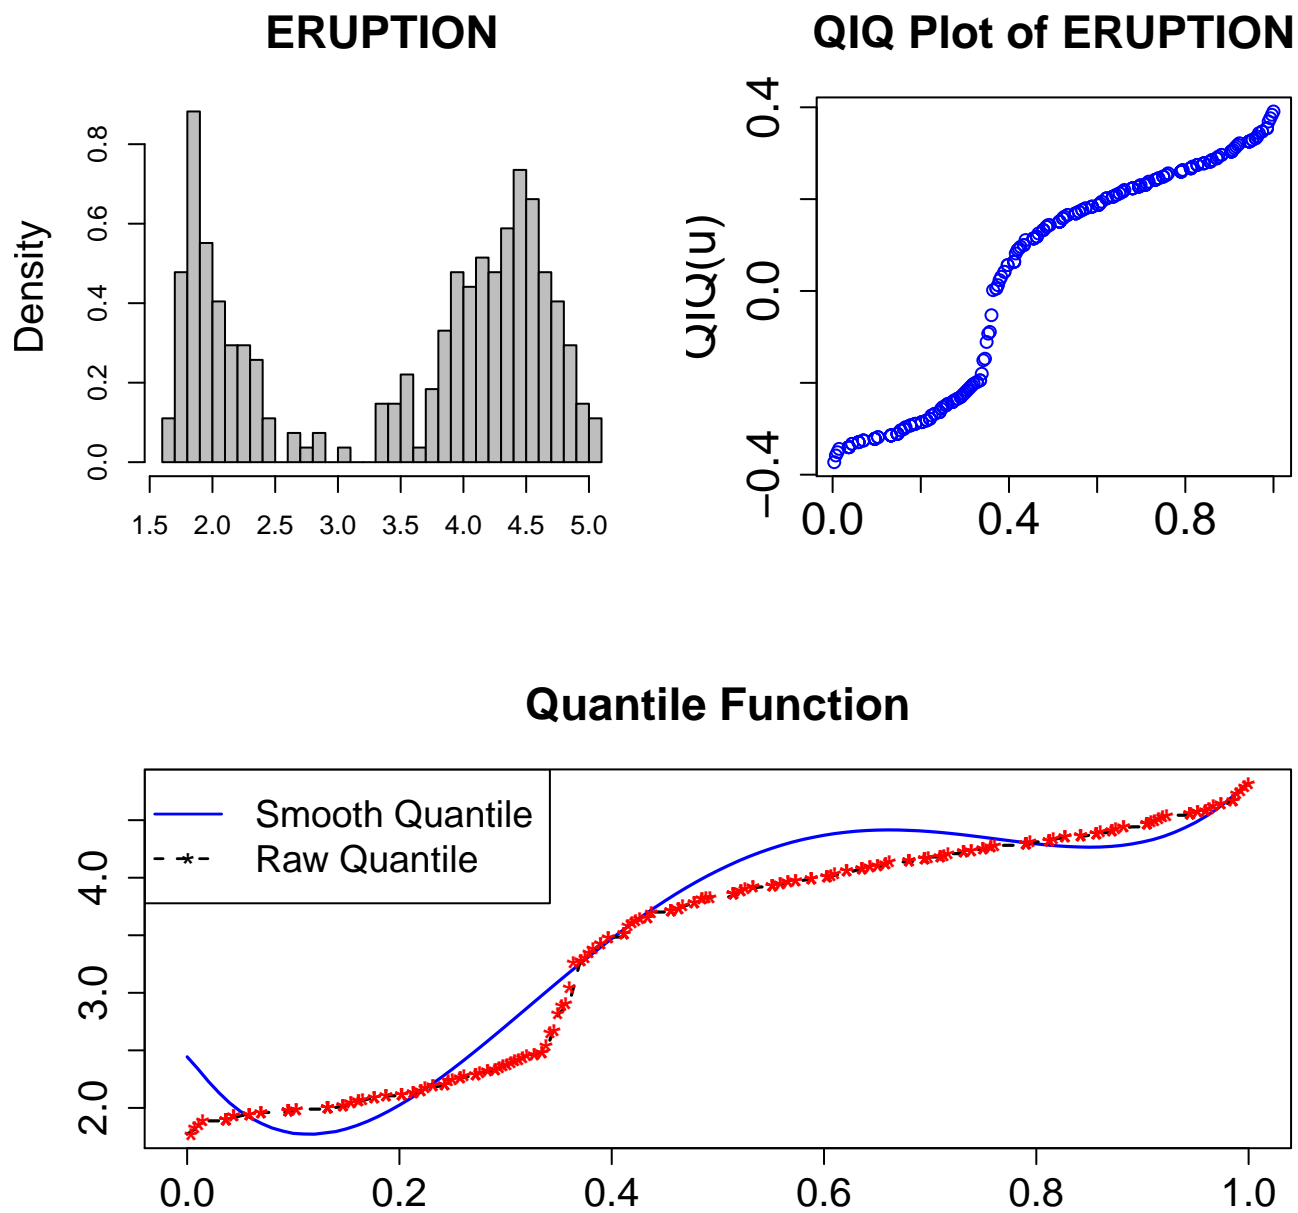 ERUPTION
Density
0.0 0.2 0.4 0.6 0.8
1.5 2.0 2.5 3.0 3.5 4.0 4.5 5.0
QIQ Plot of ERUPTION
QIQ(u)
−0.4 0.0 0.4
0.0 0.4 0.8
Quantile Function
Smooth Quantile
Raw Quantile
2.0 3.0 4.0
0.0 0.2 0.4 0.6 0.8 1.0